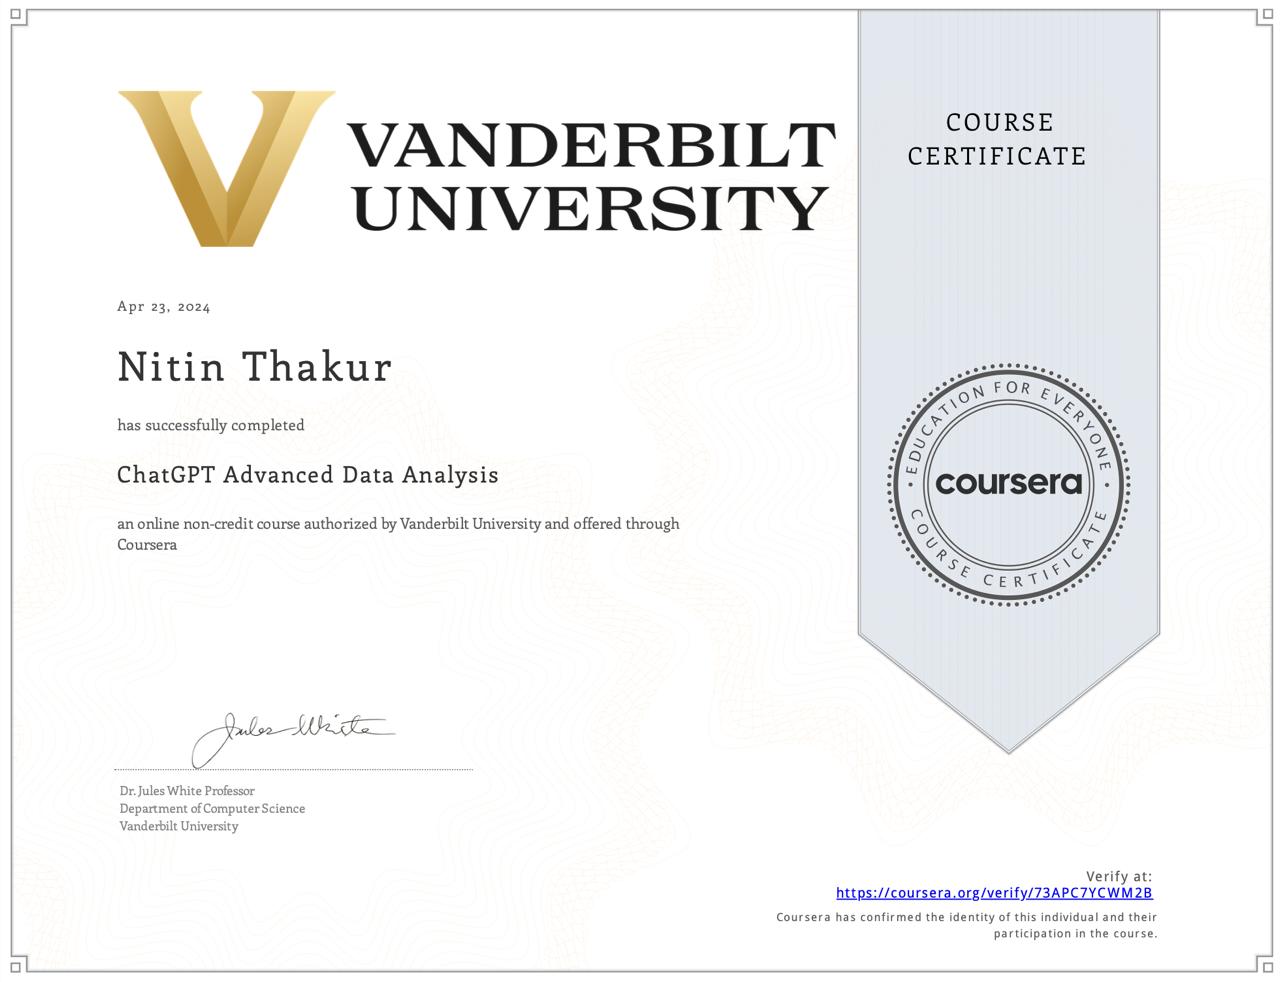 VANDERBILT
UNIVERSITY
COURSE
CERTIFICATE
Apr 23, 2024
Nitin Thakur
has successfully completed
ChatGPT Advanced Data Analysis
an online non-credit course authorized by Vanderbilt University and offered through
Coursera
EDUCATION FOR EVERYONE
coursera
COURSE CERTIFICATE
Jules White
Dr. Jules White Professor
Department of Computer Science
Vanderbilt University
Verify at:
https://coursera.org/verify/73APC7YCWM2B
Coursera has confirmed the identity of this individual and their
participation in the course.